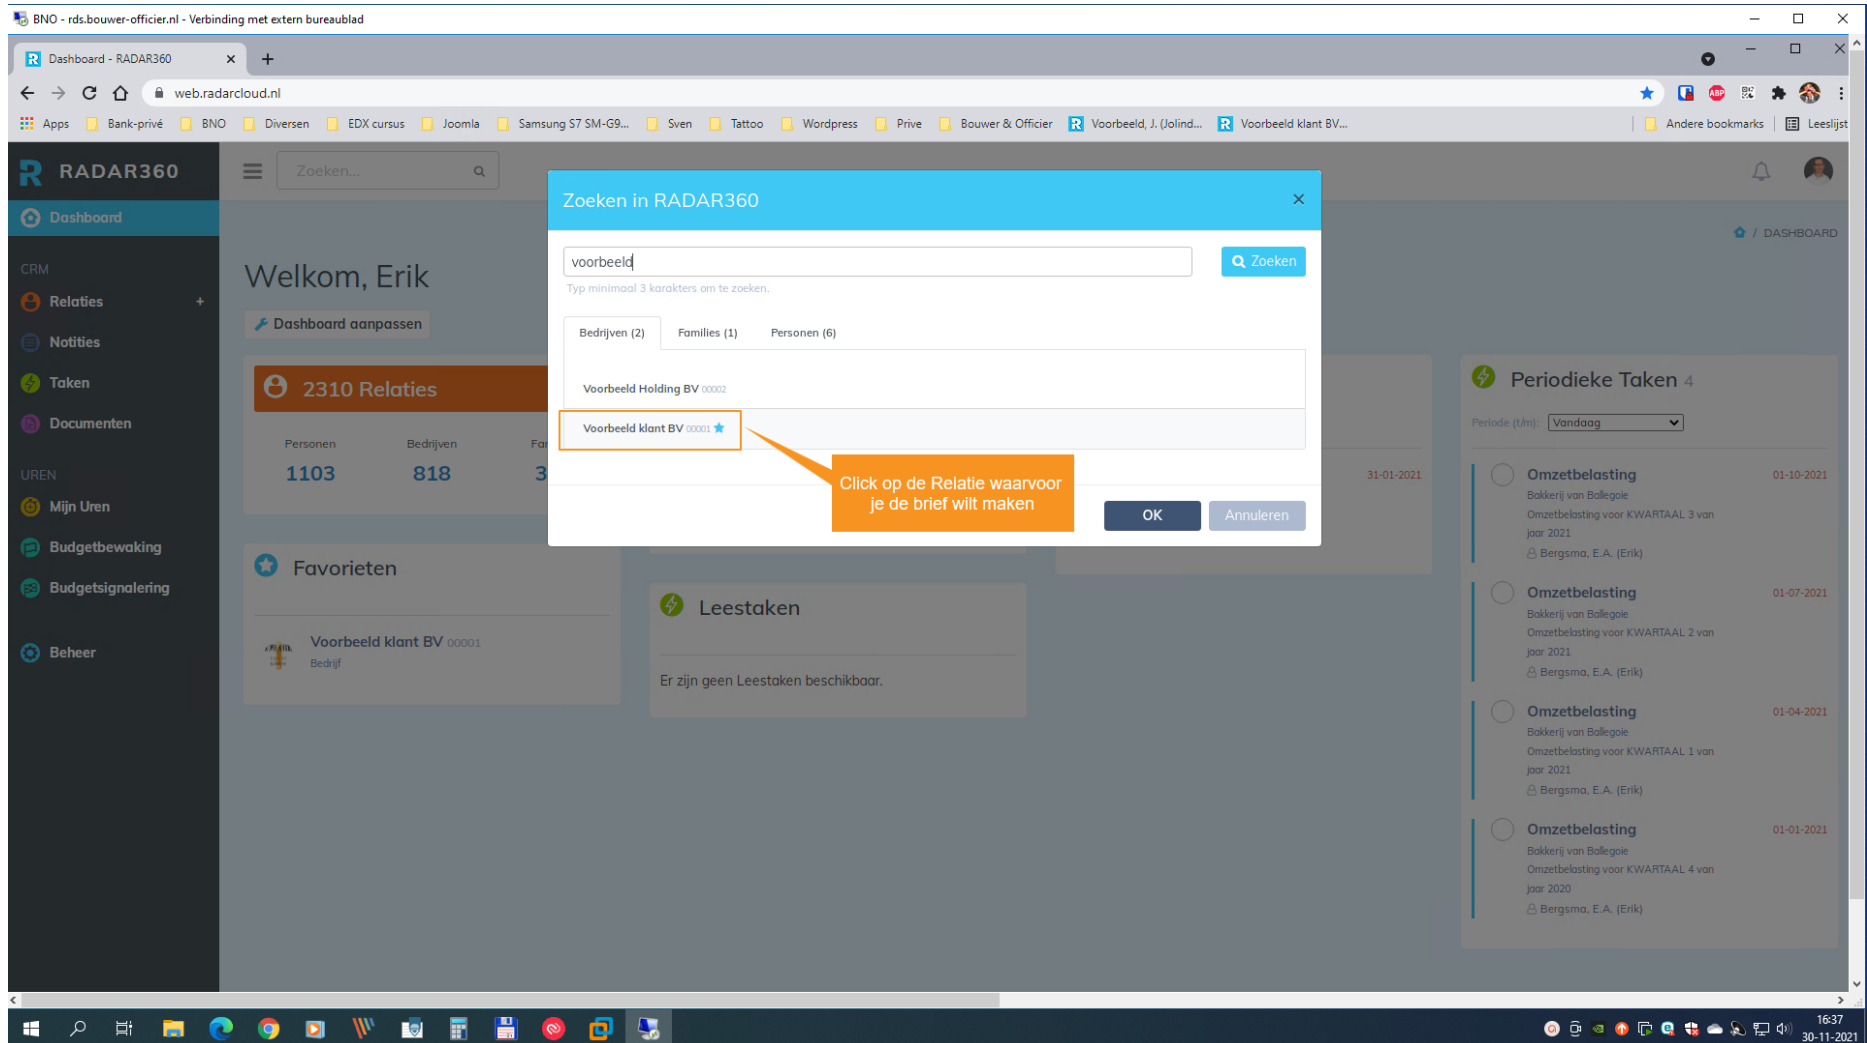 BNO - rds.bouwer-officier.nl - Verbinding met extern bureaublad
Dashboard - RADAR360
web.radarcloud.nl
Apps Bank-privé BNO Diversen EDX cursus Joomla Samsung S7 SM-G9... Sven Tattoo Wordpress Prive Bouwer & Officier Voorbeeld, J. (Jolind... Voorbeeld klant BV... Andere bookmarks Leeslijst
RADAR360
Zoeken...
Dashboard
CRM
Relaties +
Notities
Taken
Documenten
UREN
Mijn Uren
Budgetbewaking
Budgetsignalering
Beheer
/ DASHBOARD
Welkom, Erik
Dashboard aanpassen
2310 Relaties
Personen Bedrijven
1103 818 3
Favorieten
Voorbeeld klant BV 00001
Bedrijf
Zoeken in RADAR360
voorbeeld
Zoeken
Typ minimaal 3 karakters om te zoeken.
Bedrijven (2) Families (1) Personen (6)
Voorbeeld Holding BV 00002
Voorbeeld klant BV 00001
Click op de Relatie waarvoor
je de brief wilt maken
OK Annuleren
Leestaken
Er zijn geen Leestaken beschikbaar.
31-01-2021
Periodieke Taken 4
Periode (t/m): Vandaag
Omzetbelasting 01-10-2021
Bakkerij van Ballegoie
Omzetbelasting voor KWARTAAL 3 van
jaar 2021
Bergsma, E.A. (Erik)
Omzetbelasting 01-07-2021
Bakkerij van Ballegoie
Omzetbelasting voor KWARTAAL 2 van
jaar 2021
Bergsma, E.A. (Erik)
Omzetbelasting 01-04-2021
Bakkerij van Ballegoie
Omzetbelasting voor KWARTAAL 1 van
jaar 2021
Bergsma, E.A. (Erik)
Omzetbelasting 01-01-2021
Bakkerij van Ballegoie
Omzetbelasting voor KWARTAAL 4 van
jaar 2020
Bergsma, E.A. (Erik)
16:37
30-11-2021